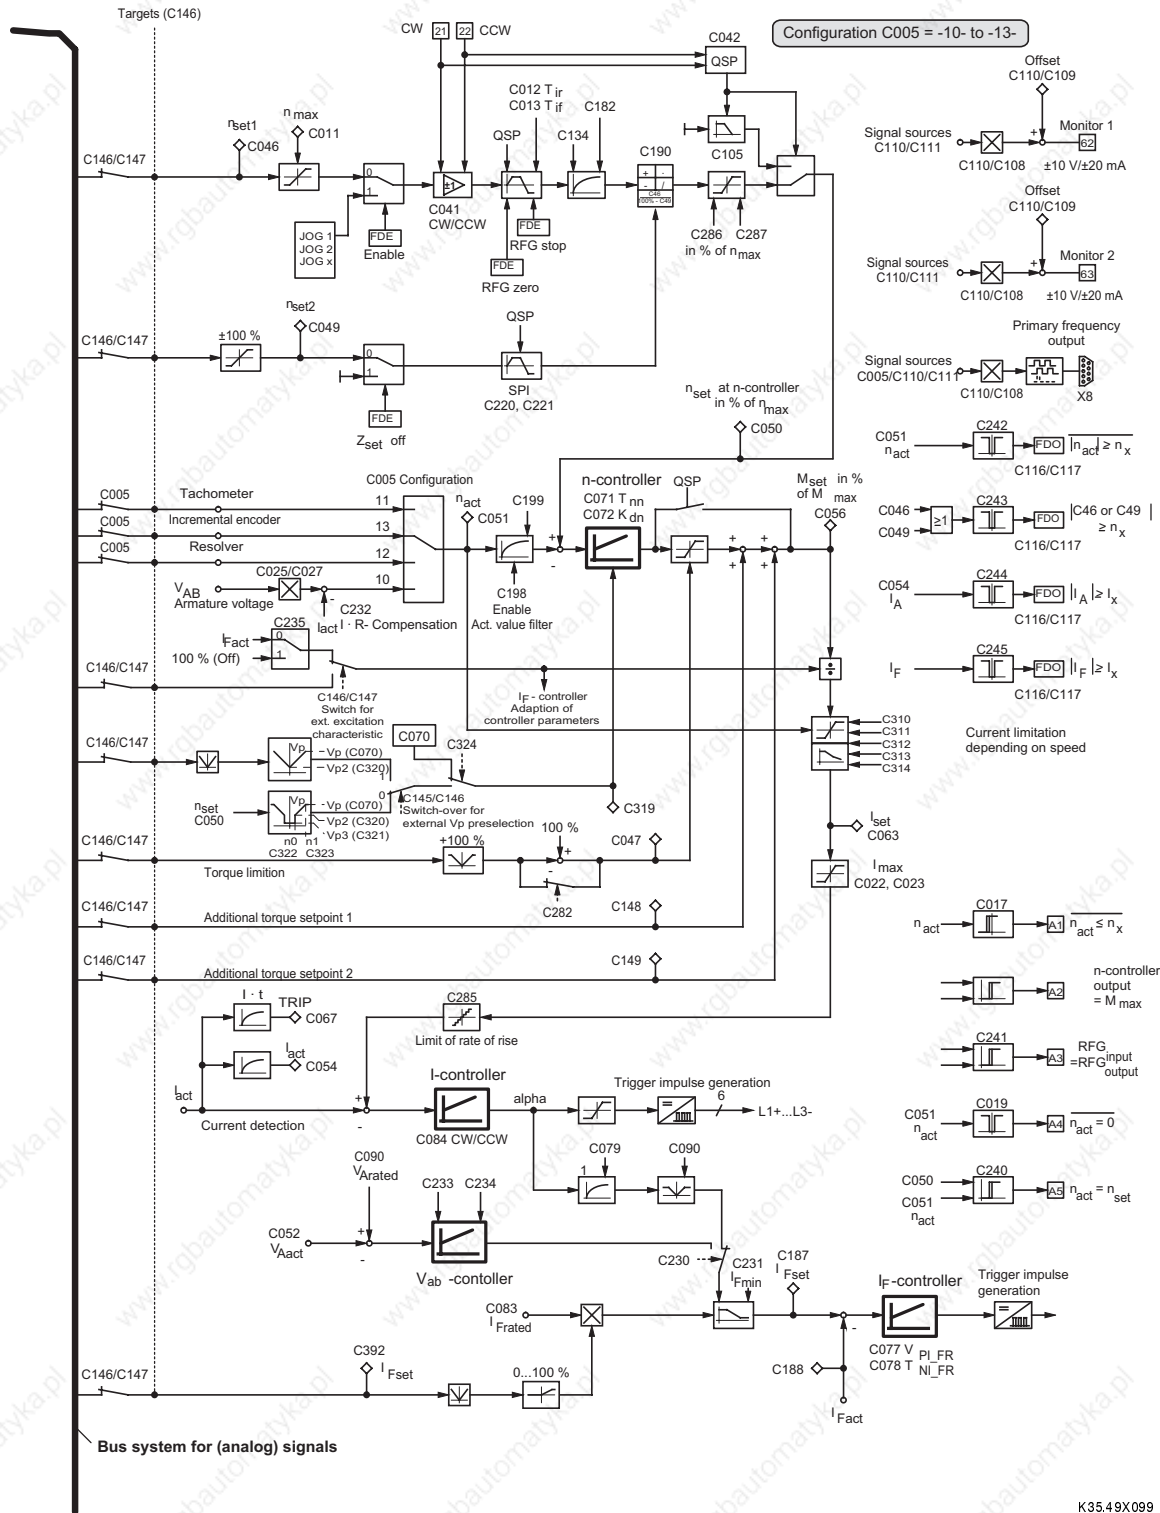 Targets (C146)
CW 21 22 CCW
C042
QSP
Configuration C005 = -10- to -13-
Offset
C110/C109
Signal sources
C110/C111
C110/C108
+
Monitor 1
62
±10 V/±20 mA
Offset
C110/C109
Signal sources
C110/C111
C110/C108
+
Monitor 2
63
±10 V/±20 mA
Primary frequency
output
Signal sources
C005/C110/C111
C110/C108
X8
C146/C147
nset1
C046
n max
C011
0
1
JOG 1
JOG 2
JOG x
FDE
Enable
±1
C041
CW/CCW
C012 T ir
C013 T if
QSP
FDE
RFG stop
FDE
RFG zero
C182
C134
C190
+ -
- /
C46
100% - C49
C105
C286 C287
in % of nmax
C146/C147
±100 %
nset2
C049
0
1
FDE
Zset off
QSP
SPI
C220, C221
nset at n-controller
in % of nmax
C050
C051
nact
C242
FDO
|nact| ≥ nx
C116/C117
C046
C049
≥1
C243
FDO
|C46 or C49 |
≥ nx
C116/C117
C054
IA
C244
FDO
|IA| ≥ Ix
C116/C117
IF
C245
FDO
|IF| ≥ Ix
C116/C117
C005
Tachometer
C005
Incremental encoder
C005
Resolver
C005 Configuration
11
13
12
10
VAB
Armature voltage
C025/C027
-
C232
Iact I · R- Compensation
nact
C051
C199
C198
Enable
Act. value filter
+
-
n-controller
C071 T nn
C072 K dn
QSP
+ +
+ +
Mset in %
of M max
C056
C235
IFact
0
100 % (Off)
1
C146/C147
C146/C147
Switch for
ext. excitation
characteristic
IF - controller
Adaption of
controller parameters
÷
C310
C311
C312
C313
C314
Current limitation
depending on speed
C146/C147
Vp
Vp (C070)
Vp2 (C320)
1
0
C070
C324
C145/C146
Switch-over for
external Vp preselection
nset
C050
Vp
Vp (C070)
Vp2 (C320)
Vp3 (C321)
n0 n1
C322 C323
C319
Iset
C063
C146/C147
Torque limition
+100 %
100 %
+
-
C282
C047
Imax
C022, C023
C146/C147
Additional torque setpoint 1
C148
C146/C147
Additional torque setpoint 2
C149
nact
C017
A1
nact ≤ nx
A2
n-controller
output
= M max
C241
A3
RFG input
=RFG output
C051
nact
C019
A4
nact = 0
C050
C051
nact
C240
A5
nact = nset
I · t
TRIP
C067
Iact
C054
Iact
Current detection
C285
Limit of rate of rise
+
-
I-controller
C084 CW/CCW
alpha
Trigger impulse generation
6
L1+...L3-
C079
1
C090
C090
VArated
C052
VAact
+
-
C233 C234
Vab -contoller
C230
C231
IFmin
C187
IFset
C083
IFrated
IF-controller
C077 V PI_FR
C078 T NI_FR
Trigger impulse
generation
-
C188
IFact
C146/C147
C392
IFset
0...100 %
Bus system for (analog) signals
K35.49X099
www.rgbautomatyka.pl